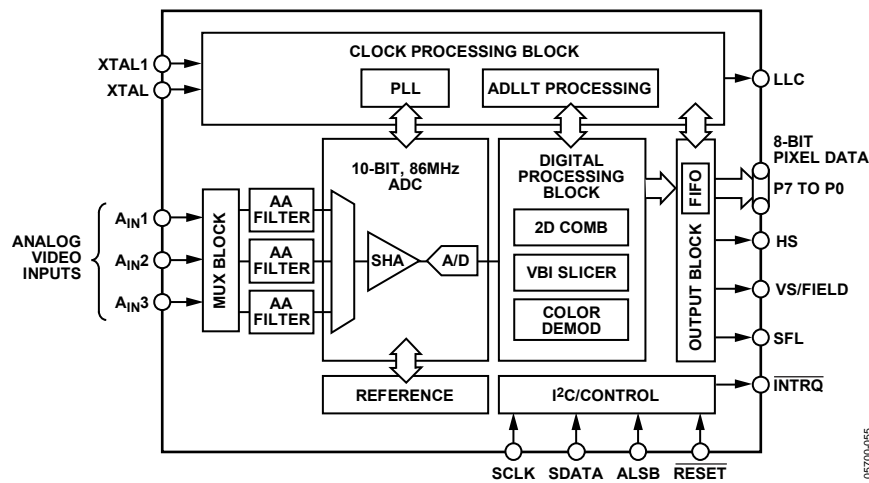 CLOCK PROCESSING BLOCK
XTAL1
XTAL
PLL
ADLLT PROCESSING
LLC
10-BIT, 86MHz
ADC
DIGITAL
PROCESSING
BLOCK
2D COMB
VBI SLICER
COLOR
DEMOD
FIFO
OUTPUT BLOCK
8-BIT
PIXEL DATA
P7 TO P0
HS
VS/FIELD
SFL
INTRQ
ANALOG
VIDEO
INPUTS
AIN1
AIN2
AIN3
MUX BLOCK
AA
FILTER
AA
FILTER
AA
FILTER
SHA
A/D
REFERENCE
I2C/CONTROL
SCLK
SDATA
ALSB
RESET
05700-055